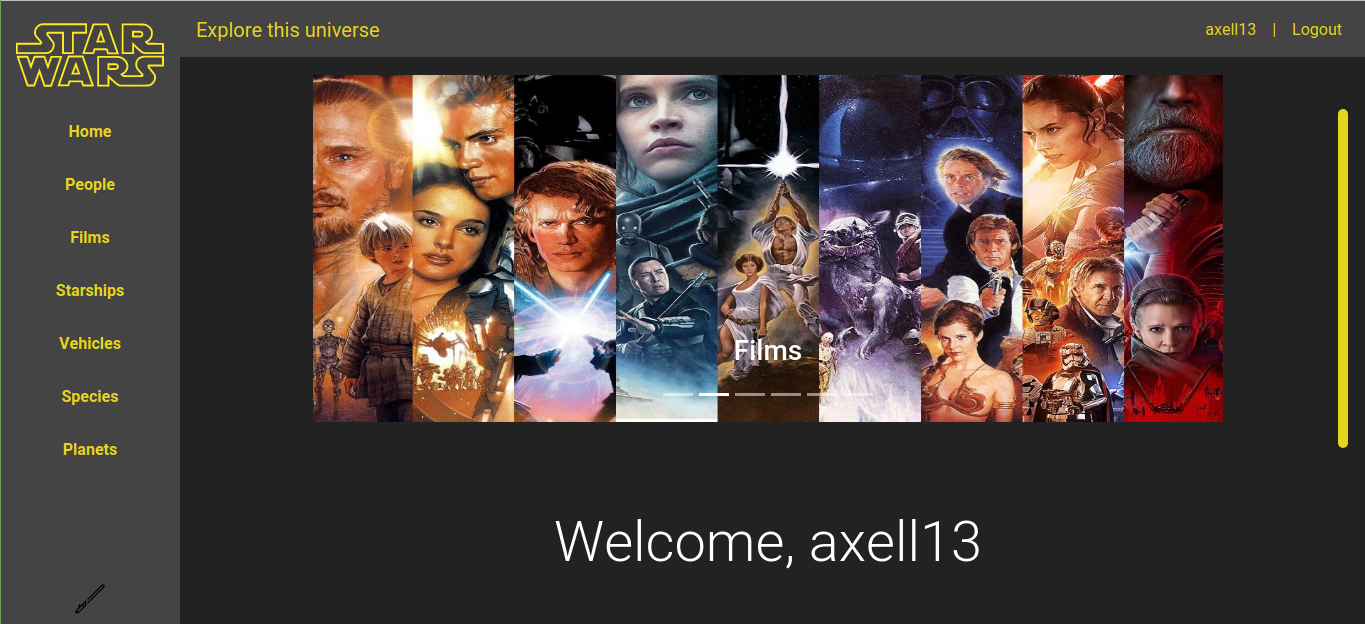 STAR
WARS
Explore this universe
axell13 | Logout
Home
People
Films
Starships
Vehicles
Species
Planets
Films
Welcome, axell13